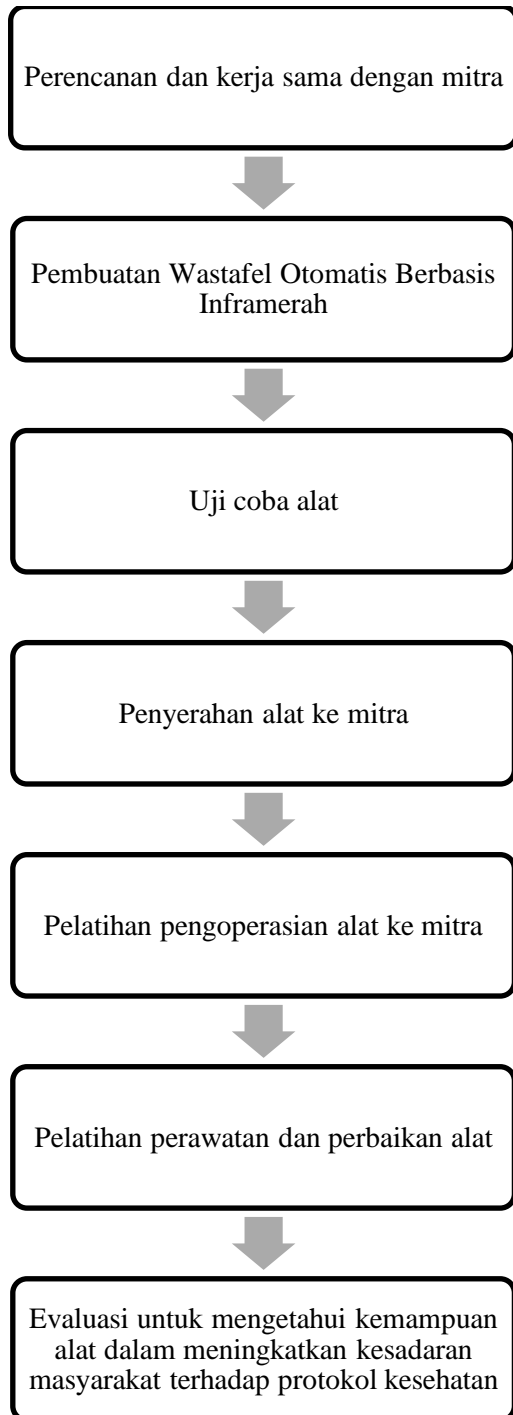 Perencanan dan kerja sama dengan mitra
Pembuatan Wastafel Otomatis Berbasis
Inframerah
Uji coba alat
Penyerahan alat ke mitra
Pelatihan pengoperasian alat ke mitra
Pelatihan perawatan dan perbaikan alat
Evaluasi untuk mengetahui kemampuan
alat dalam meningkatkan kesadaran
masyarakat terhadap protokol kesehatan